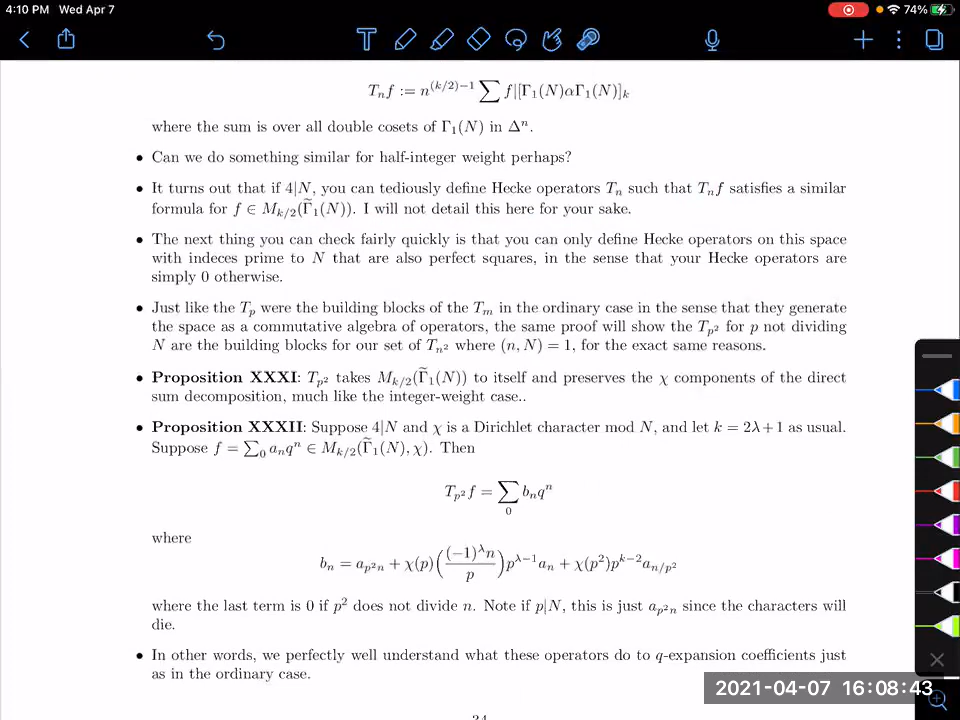 4:10 PM Wed Apr 7
74%
T_n f := n^{(k/2)−1} ∑ f|[Γ_1(N)αΓ_1(N)]_k
where the sum is over all double cosets of Γ_1(N) in Δ^n.
• Can we do something similar for half-integer weight perhaps?
• It turns out that if 4|N, you can tediously define Hecke operators T_n such that T_n f satisfies a similar
formula for f ∈ M_{k/2}(Γ̃_1(N)). I will not detail this here for your sake.
• The next thing you can check fairly quickly is that you can only define Hecke operators on this space
with indeces prime to N that are also perfect squares, in the sense that your Hecke operators are
simply 0 otherwise.
• Just like the T_p were the building blocks of the T_m in the ordinary case in the sense that they generate
the space as a commutative algebra of operators, the same proof will show the T_{p^2} for p not dividing
N are the building blocks for our set of T_{n^2} where (n, N) = 1, for the exact same reasons.
• Proposition XXXI: T_{p^2} takes M_{k/2}(Γ̃_1(N)) to itself and preserves the χ components of the direct
sum decomposition, much like the integer-weight case..
• Proposition XXXII: Suppose 4|N and χ is a Dirichlet character mod N, and let k = 2λ+1 as usual.
Suppose f = ∑_0 a_n q^n ∈ M_{k/2}(Γ̃_1(N), χ). Then
T_{p^2} f = ∑_0 b_n q^n
where
b_n = a_{p^2 n} + χ(p)((−1)^λ n / p)p^{λ−1}a_n + χ(p^2)p^{k−2}a_{n/p^2}
where the last term is 0 if p^2 does not divide n. Note if p|N, this is just a_{p^2 n} since the characters will
die.
• In other words, we perfectly well understand what these operators do to q-expansion coefficients just
as in the ordinary case.
2021-04-07 16:08:43